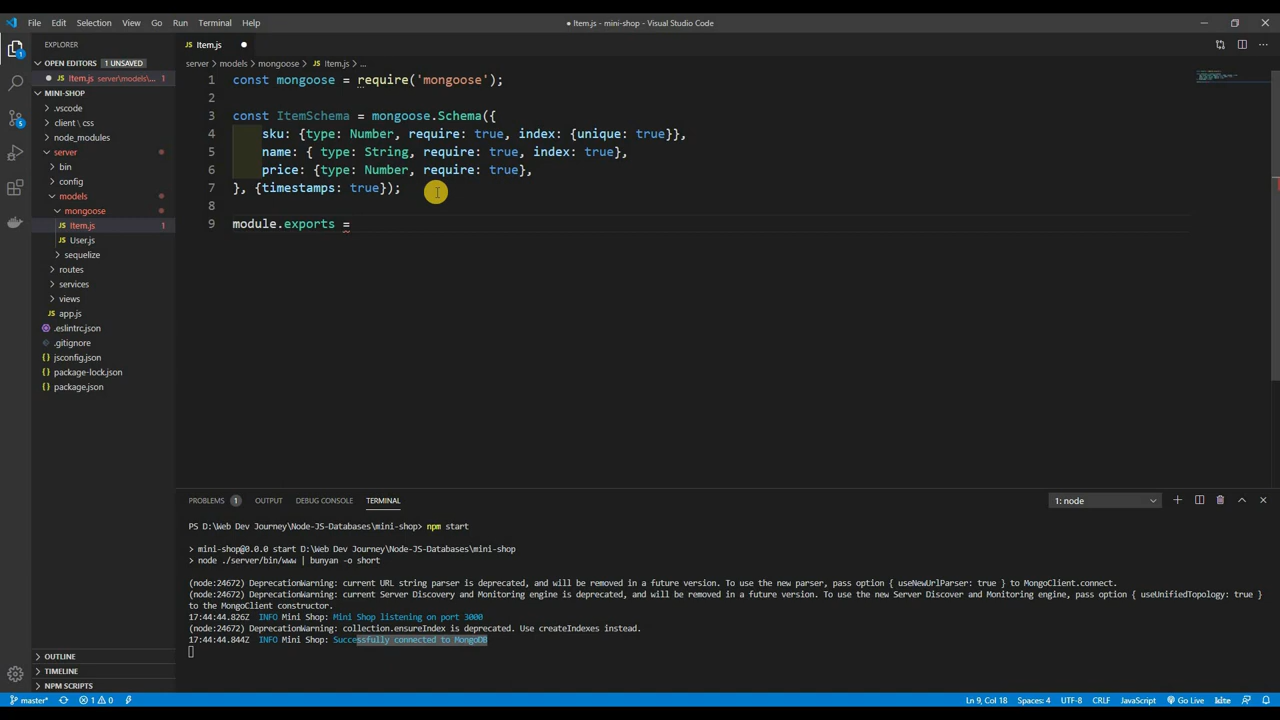 File Edit Selection View Go Run Terminal Help
● Item.js - mini-shop - Visual Studio Code
EXPLORER
OPEN EDITORS 1 UNSAVED
JS Item.js server\models\... 1
MINI-SHOP
.vscode
client \ css
node_modules
server
bin
config
models
mongoose
JS Item.js 1
JS User.js
sequelize
routes
services
views
JS app.js
.eslintrc.json
.gitignore
{} jsconfig.json
{} package-lock.json
{} package.json
OUTLINE
TIMELINE
NPM SCRIPTS
1
5
JS Item.js ●
server > models > mongoose > JS Item.js > ...
1 const mongoose = require('mongoose');
2
3 const ItemSchema = mongoose.Schema({
4 sku: {type: Number, require: true, index: {unique: true}},
5 name: { type: String, require: true, index: true},
6 price: {type: Number, require: true},
7 }, {timestamps: true});
8
9 module.exports =
PROBLEMS 1 OUTPUT DEBUG CONSOLE TERMINAL
1: node
PS D:\Web Dev Journey\Node-JS-Databases\mini-shop> npm start
> mini-shop@0.0.0 start D:\Web Dev Journey\Node-JS-Databases\mini-shop
> node ./server/bin/www | bunyan -o short
(node:24672) DeprecationWarning: current URL string parser is deprecated, and will be removed in a future version. To use the new parser, pass option { useNewUrlParser: true } to MongoClient.connect.
(node:24672) DeprecationWarning: current Server Discovery and Monitoring engine is deprecated, and will be removed in a future version. To use the new Server Discover and Monitoring engine, pass option { useUnifiedTopology: true }
to the MongoClient constructor.
17:44:44.826Z INFO Mini Shop: Mini Shop listening on port 3000
(node:24672) DeprecationWarning: collection.ensureIndex is deprecated. Use createIndexes instead.
17:44:44.844Z INFO Mini Shop: Successfully connected to MongoDB
master* 1 0
Ln 9, Col 18 Spaces: 4 UTF-8 CRLF JavaScript Go Live kite